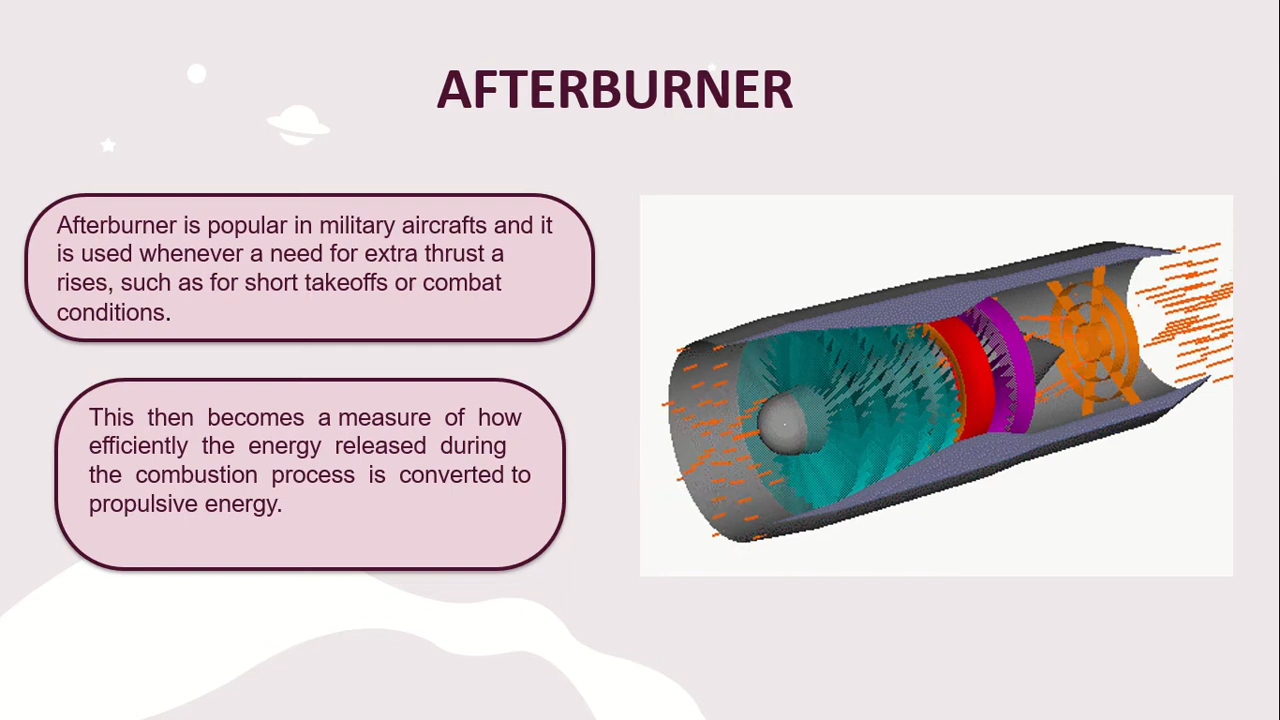 AFTERBURNER
Afterburner is popular in military aircrafts and it
is used whenever a need for extra thrust a
rises, such as for short takeoffs or combat
conditions.
This then becomes a measure of how
efficiently the energy released during
the combustion process is converted to
propulsive energy.